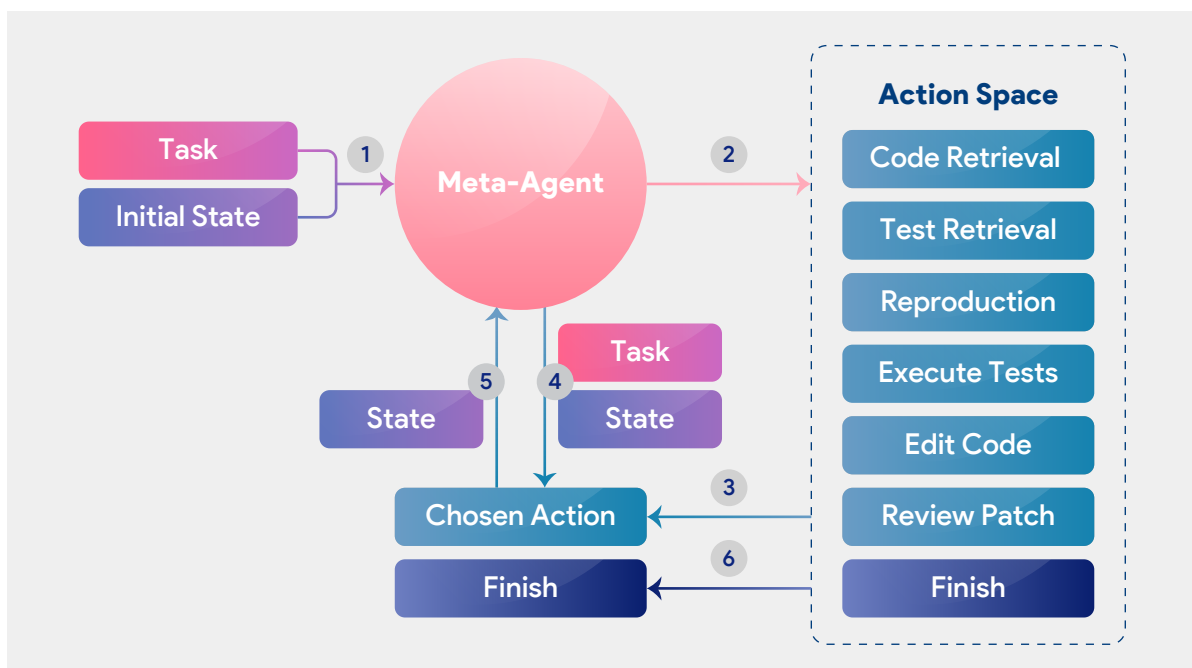 Action Space
Task
1
2
Code Retrieval
Meta-Agent
Initial State
Test Retrieval
Reproduction
Task
Execute Tests
5
4
State
State
Edit Code
3
Chosen Action
Review Patch
6
Finish
Finish